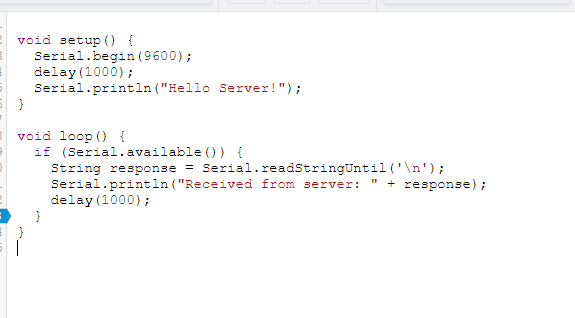 void setup() {
  Serial.begin(9600);
  delay(1000);
  Serial.println("Hello Server!");
}
void loop() {
  if (Serial.available()) {
    String response = Serial.readStringUntil('\n');
    Serial.println("Received from server: " + response);
    delay(1000);
  }
}